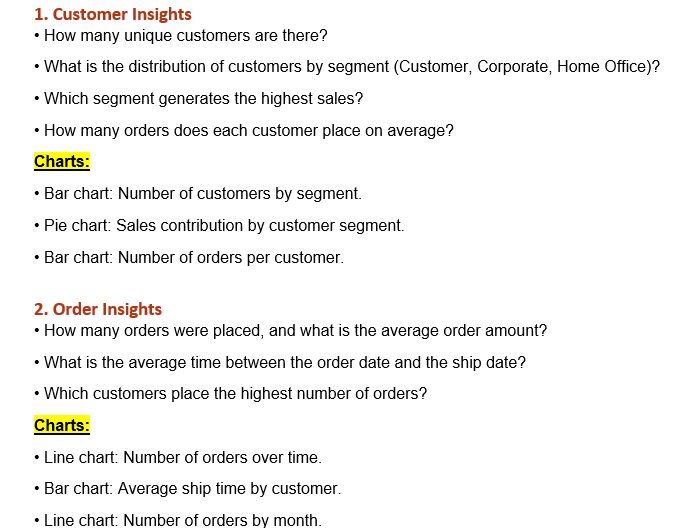 1. Customer Insights
• How many unique customers are there?
• What is the distribution of customers by segment (Customer, Corporate, Home Office)?
• Which segment generates the highest sales?
• How many orders does each customer place on average?
Charts:
• Bar chart: Number of customers by segment.
• Pie chart: Sales contribution by customer segment.
• Bar chart: Number of orders per customer.
2. Order Insights
• How many orders were placed, and what is the average order amount?
• What is the average time between the order date and the ship date?
• Which customers place the highest number of orders?
Charts:
• Line chart: Number of orders over time.
• Bar chart: Average ship time by customer.
• Line chart: Number of orders by month.